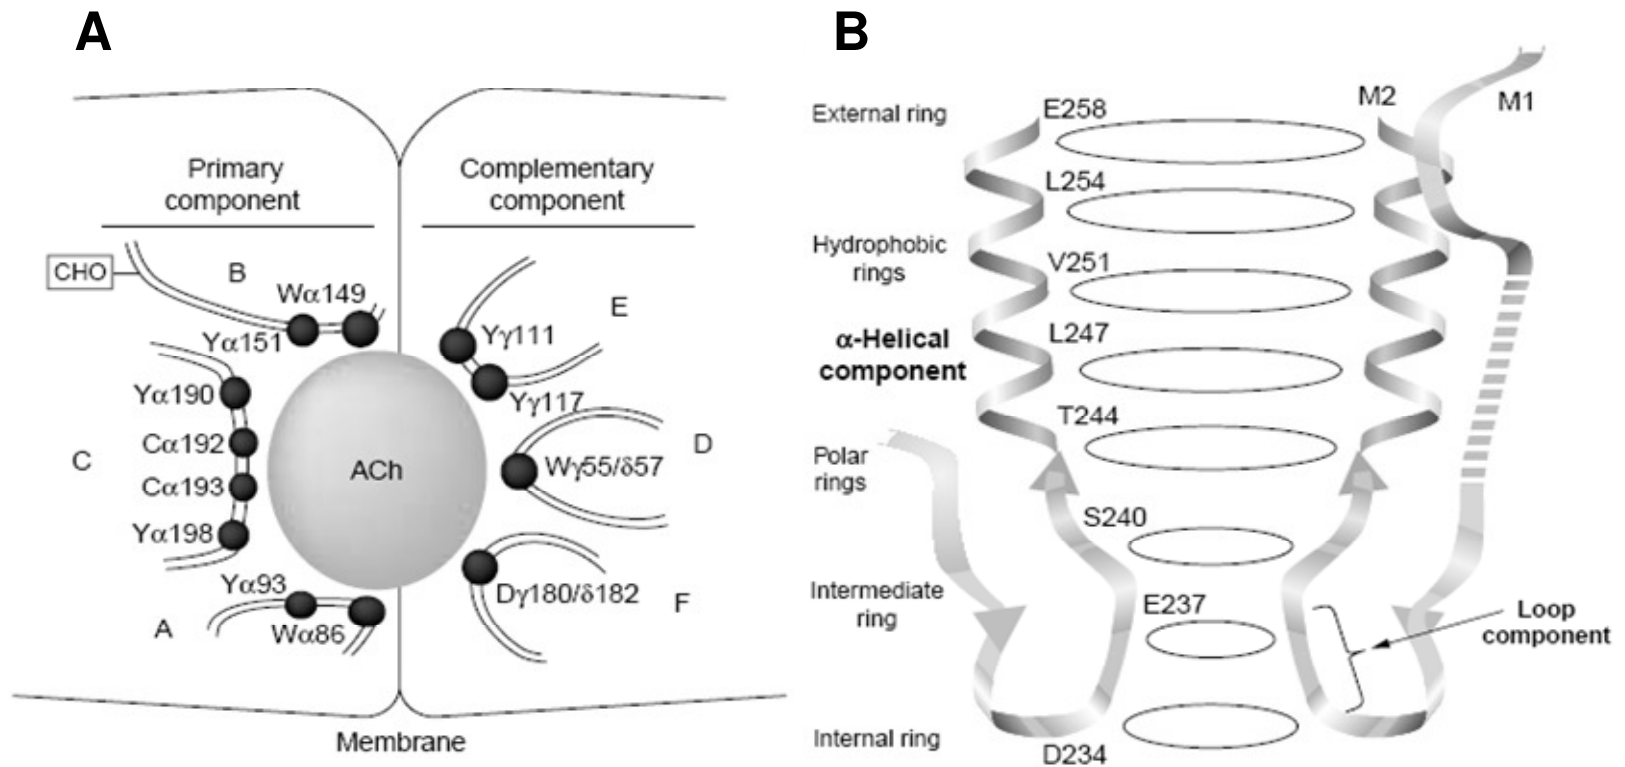 A
Primary
component
Complementary
component
CHO
B
Wα149
Yα151
E
Yγ111
Yγ117
Yα190
Cα192
C
Cα193
Yα198
ACh
D
Wγ55/δ57
Yα93
A
Wα86
Dγ180/δ182
F
Membrane
B
External ring
E258
M2
M1
L254
Hydrophobic
rings
V251
α-Helical
component
L247
T244
Polar
rings
S240
Intermediate
ring
E237
Loop
component
Internal ring
D234